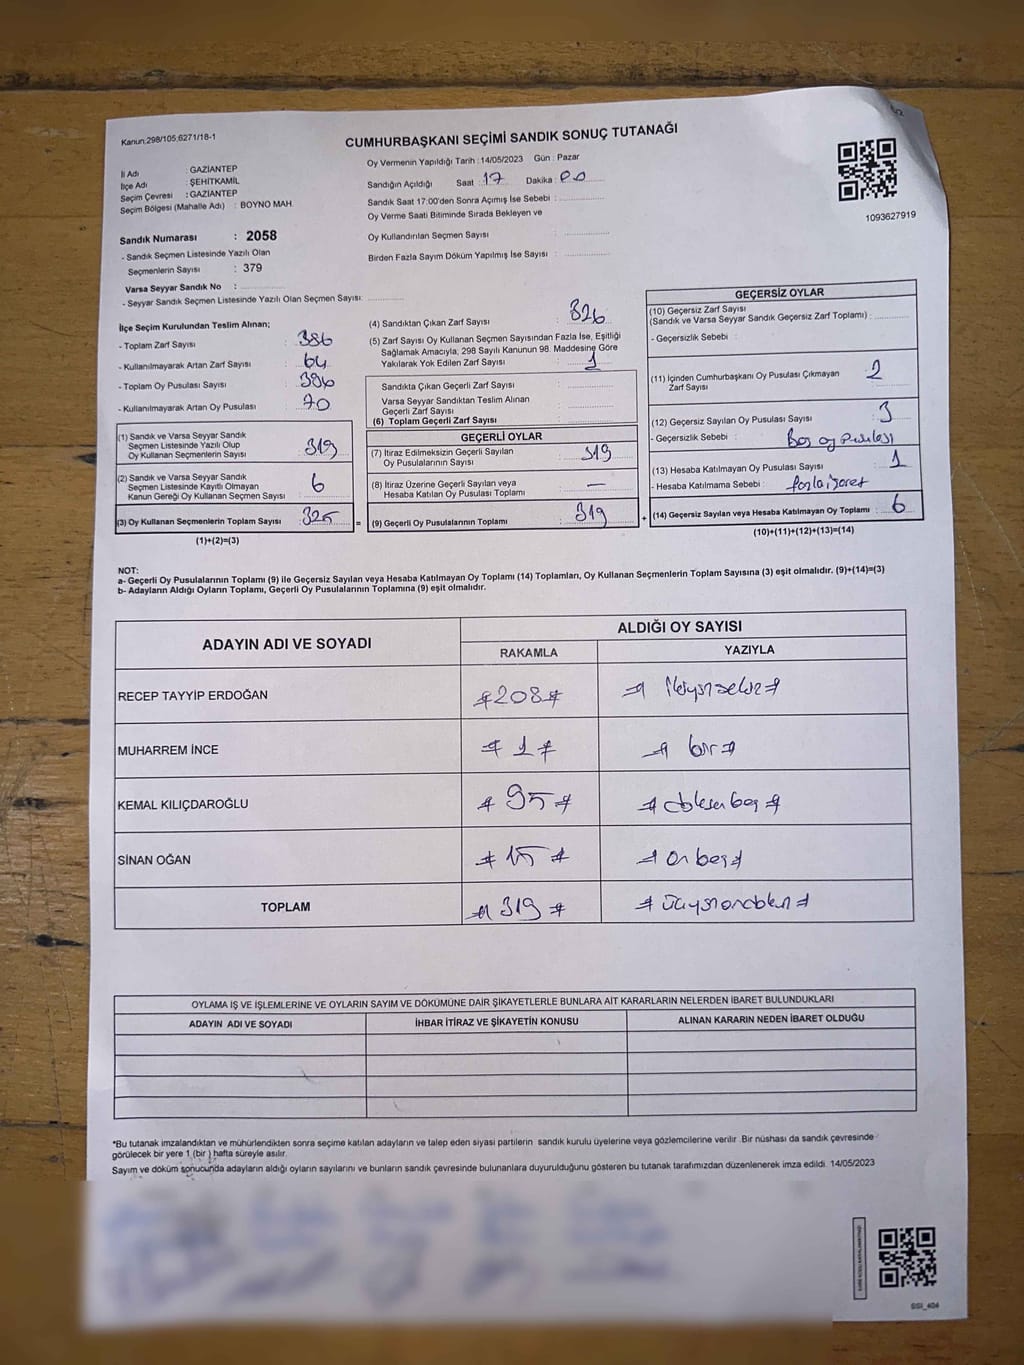 Kanun:298/105;6271/18-1
CUMHURBAŞKANI SEÇİMİ SANDIK SONUÇ TUTANAĞI
İl Adı : GAZİANTEP
İlçe Adı : ŞEHİTKAMİL
Seçim Çevresi : GAZİANTEP
Seçim Bölgesi (Mahalle Adı) : BOYNO MAH.
Oy Vermenin Yapıldığı Tarih : 14/05/2023 Gün : Pazar
Sandığın Açıldığı Saat : 17 Dakika : 00
Sandık Saat 17:00'den Sonra Açmış İse Sebebi :
Oy Verme Saati Bitiminde Sırada Bekleyen ve
Oy Kullandırılan Seçmen Sayısı :
Birden Fazla Sayım Döküm Yapılmış İse Sayısı :
1093627919
Sandık Numarası : 2058
- Sandık Seçmen Listesinde Yazılı Olan
Seçmenlerin Sayısı : 379
Varsa Seyyar Sandık No :
- Seyyar Sandık Seçmen Listesinde Yazılı Olan Seçmen Sayısı:
İlçe Seçim Kurulundan Teslim Alınan;
- Toplam Zarf Sayısı : 386
- Kullanılmayarak Artan Zarf Sayısı : 64
- Toplam Oy Pusulası Sayısı : 396
- Kullanılmayarak Artan Oy Pusulası : 70
(1) Sandık ve Varsa Seyyar Sandık
Seçmen Listesinde Yazılı Olup
Oy Kullanan Seçmenlerin Sayısı : 319
(2) Sandık ve Varsa Seyyar Sandık
Seçmen Listesinde Kayıtlı Olmayan
Kanun Gereği Oy Kullanan Seçmen Sayısı : 6
(3) Oy Kullanan Seçmenlerin Toplam Sayısı : 325
(1)+(2)=(3)
=
(4) Sandıktan Çıkan Zarf Sayısı : 326
(5) Zarf Sayısı Oy Kullanan Seçmen Sayısından Fazla İse, Eşitliği
Sağlamak Amacıyla; 298 Sayılı Kanunun 98. Maddesine Göre
Yakılarak Yok Edilen Zarf Sayısı : 1
Sandıkta Çıkan Geçerli Zarf Sayısı :
Varsa Seyyar Sandıktan Teslim Alınan
Geçerli Zarf Sayısı :
(6) Toplam Geçerli Zarf Sayısı :
GEÇERLİ OYLAR
(7) İtiraz Edilmeksizin Geçerli Sayılan
Oy Pusulalarının Sayısı : 319
(8) İtiraz Üzerine Geçerli Sayılan veya
Hesaba Katılan Oy Pusulası Toplamı : —
(9) Geçerli Oy Pusulalarının Toplamı : 319
+
GEÇERSİZ OYLAR
(10) Geçersiz Zarf Sayısı
(Sandık ve Varsa Seyyar Sandık Geçersiz Zarf Toplamı) :
- Geçersizlik Sebebi :
(11) İçinden Cumhurbaşkanı Oy Pusulası Çıkmayan
Zarf Sayısı : 2
(12) Geçersiz Sayılan Oy Pusulası Sayısı : 3
- Geçersizlik Sebebi : Boş oy pusulası
(13) Hesaba Katılmayan Oy Pusulası Sayısı : 1
- Hesaba Katılmama Sebebi : fazla işaret
(14) Geçersiz Sayılan veya Hesaba Katılmayan Oy Toplamı : 6
(10)+(11)+(12)+(13)=(14)
NOT:
a- Geçerli Oy Pusulalarının Toplamı (9) ile Geçersiz Sayılan veya Hesaba Katılmayan Oy Toplamı (14) Toplamları, Oy Kullanan Seçmenlerin Toplam Sayısına (3) eşit olmalıdır. (9)+(14)=(3)
b- Adayların Aldığı Oyların Toplamı, Geçerli Oy Pusulalarının Toplamına (9) eşit olmalıdır.
ADAYIN ADI VE SOYADI
ALDIĞI OY SAYISI
RAKAMLA YAZIYLA
RECEP TAYYİP ERDOĞAN #208# # ikiyüzsekiz #
MUHARREM İNCE # 1 # # bir #
KEMAL KILIÇDAROĞLU # 95 # # doksanbeş #
SİNAN OĞAN # 15 # # onbeş #
TOPLAM # 319 # # üçyüzondokuz #
OYLAMA İŞ VE İŞLEMLERİNE VE OYLARIN SAYIM VE DÖKÜMÜNE DAİR ŞİKAYETLERLE BUNLARA AİT KARARLARIN NELERDEN İBARET BULUNDUKLARI
ADAYIN ADI VE SOYADI İHBAR İTİRAZ VE ŞİKAYETİN KONUSU ALINAN KARARIN NEDEN İBARET OLDUĞU
*Bu tutanak imzalandıktan ve mühürlendikten sonra seçime katılan adayların ve talep eden siyasi partilerin sandık kurulu üyelerine veya gözlemcilerine verilir .Bir nüshası da sandık çevresinde
görülecek bir yere 1 (bir ) hafta süreyle asılır.
Sayım ve döküm sonucunda adayların aldığı oyların sayılarını ve bunların sandık çevresinde bulunanlara duyurulduğunu gösteren bu tutanak tarafımızdan düzenlenerek imza edildi. 14/05/2023
SSI_404